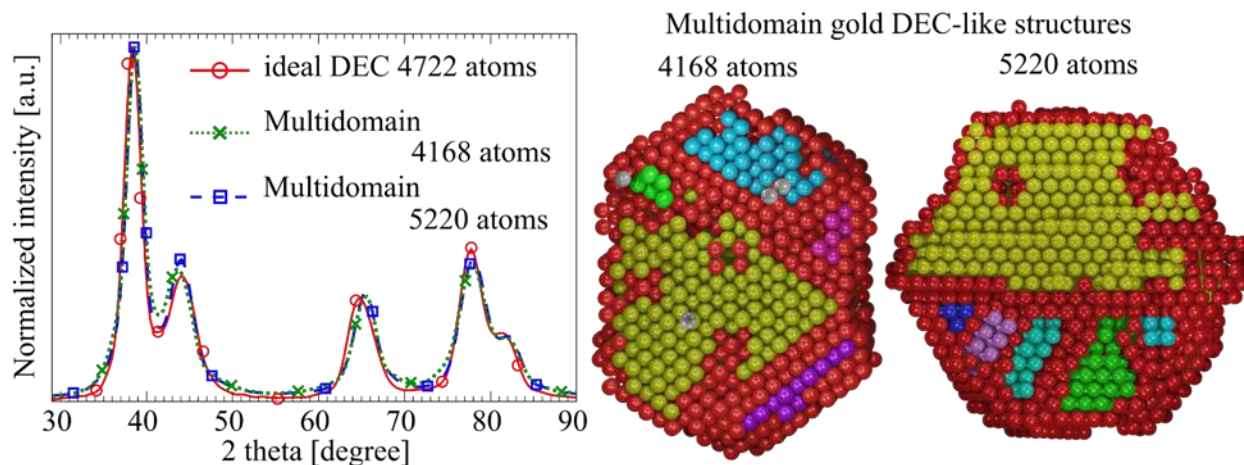 Normalized intensity [a.u.]
ideal DEC 4722 atoms
Multidomain
4168 atoms
Multidomain
5220 atoms
29 40 50 60 70 80 90
2 theta [degree]
Multidomain gold DEC-like structures
4168 atoms 5220 atoms